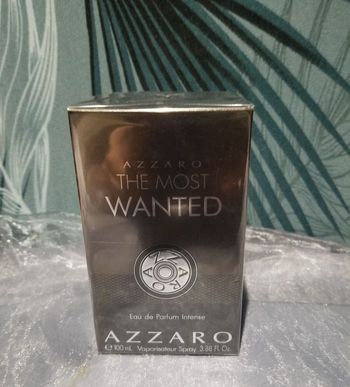 AZZARO
THE MOST
WANTED
AZZARO
Eau de Parfum Intense
AZZARO
℮ 100 mL Vaporisateur Spray 3.38 Fl. Oz.